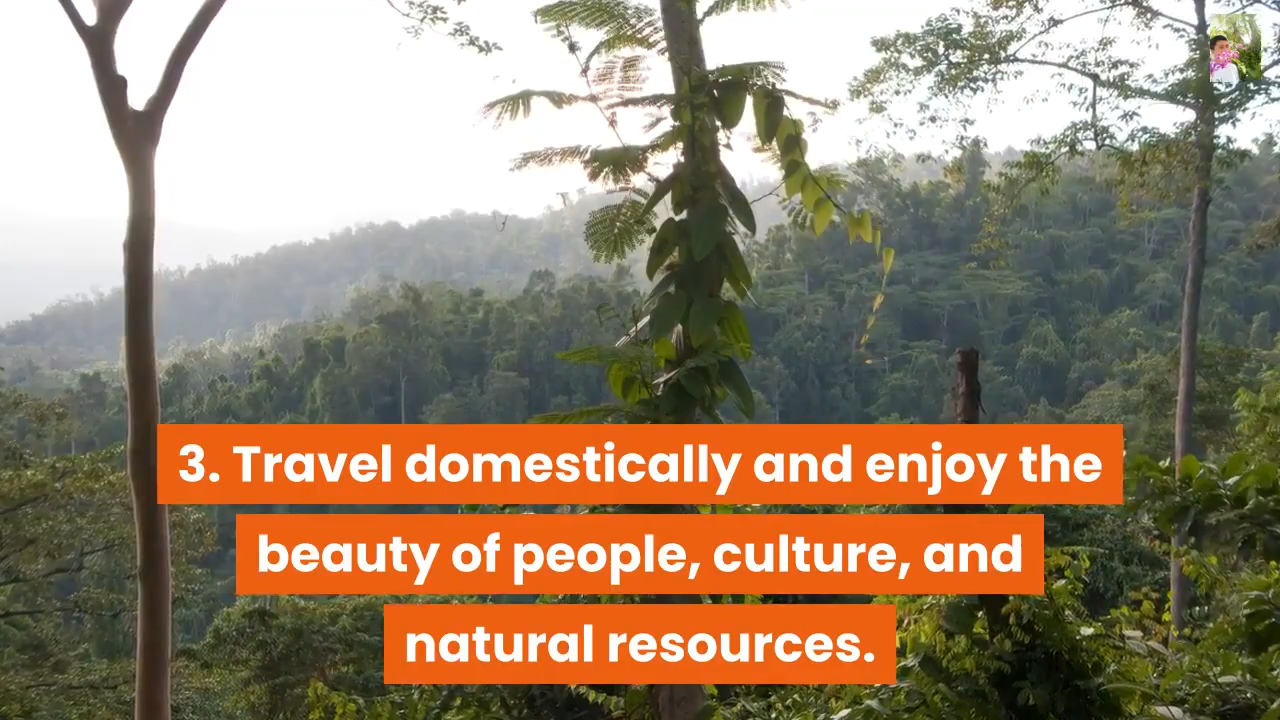 3. Travel domestically and enjoy the
beauty of people, culture, and
natural resources.